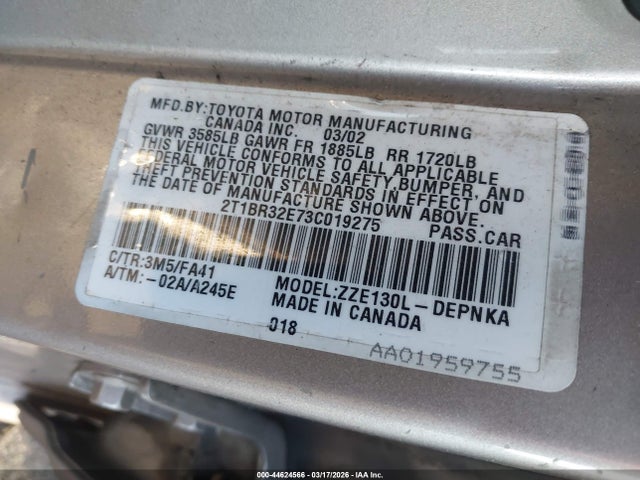 MFD.BY:TOYOTA MOTOR MANUFACTURING
CANADA INC. 03/02
GVWR 3585LB GAWR FR 1885LB RR 1720LB
THIS VEHICLE CONFORMS TO ALL APPLICABLE
FEDERAL MOTOR VEHICLE SAFETY,BUMPER, AND
THEFT PREVENTION STANDARDS IN EFFECT ON
THE DATE OF MANUFACTURE SHOWN ABOVE.
2T1BR32E73C019275 PASS.CAR
C/TR:3M5/FA41 MODEL:ZZE130L-DEPNKA
A/TM:-02A/A245E MADE IN CANADA
018
AA01959755
000-44624566 | 03/17/2026 | IAA Inc.